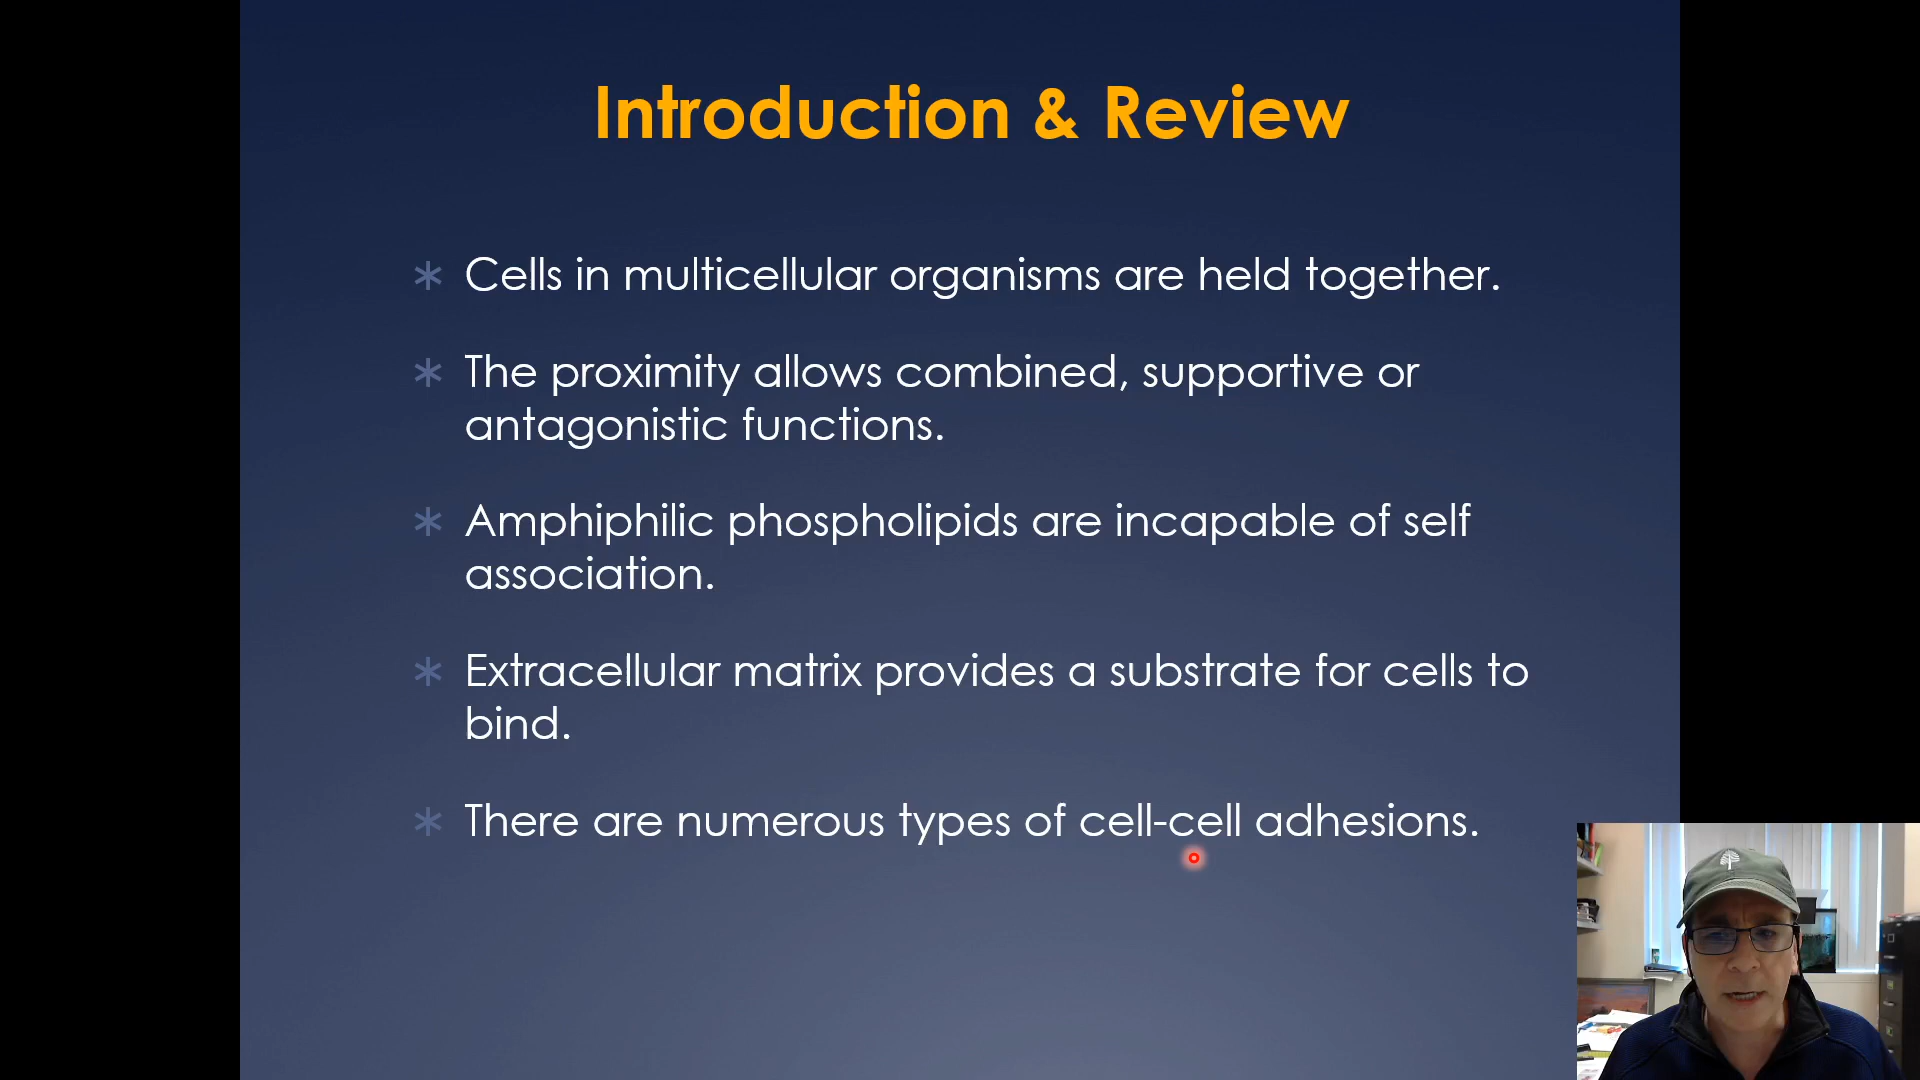 Introduction & Review
Cells in multicellular organisms are held together.
The proximity allows combined, supportive or
antagonistic functions.
Amphiphilic phospholipids are incapable of self
association.
Extracellular matrix provides a substrate for cells to
bind.
There are numerous types of cell-cell adhesions.